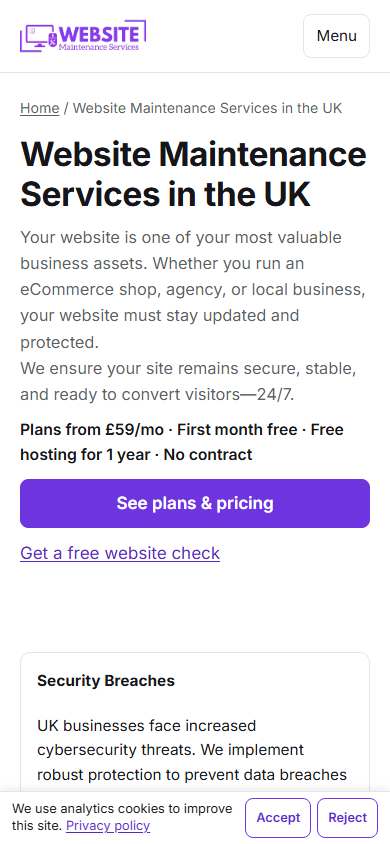 WEBSITE
Maintenance Services
Menu
Home / Website Maintenance Services in the UK
Website Maintenance
Services in the UK
Your website is one of your most valuable
business assets. Whether you run an
eCommerce shop, agency, or local business,
your website must stay updated and
protected.
We ensure your site remains secure, stable,
and ready to convert visitors—24/7.
Plans from £59/mo · First month free · Free
hosting for 1 year · No contract
See plans & pricing
Get a free website check
Security Breaches
UK businesses face increased
cybersecurity threats. We implement
robust protection to prevent data breaches
We use analytics cookies to improve
this site. Privacy policy
Accept
Reject